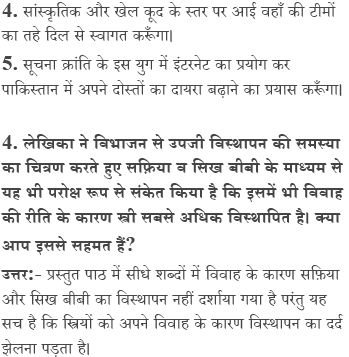 4. सांस्कृतिक और खेल कूद के स्तर पर आई वहाँ की टीमों
का तहे दिल से स्वागत करूँगा।
5. सूचना क्रांति के इस युग में इंटरनेट का प्रयोग कर
पाकिस्तान में अपने दोस्तों का दायरा बढ़ाने का प्रयास करूँगा।
4. लेखिका ने विभाजन से उपजी विस्थापन की समस्या
का चित्रण करते हुए सफ़िया व सिख बीबी के माध्यम से
यह भी परोक्ष रूप से संकेत किया है कि इसमें भी विवाह
की रीति के कारण स्त्री सबसे अधिक विस्थापित है। क्या
आप इससे सहमत हैं?
उत्तर:- प्रस्तुत पाठ में सीधे शब्दों में विवाह के कारण सफ़िया
और सिख बीबी का विस्थापन नहीं दर्शाया गया है परंतु यह
सच है कि स्त्रियों को अपने विवाह के कारण विस्थापन का दर्द
झेलना पड़ता है।